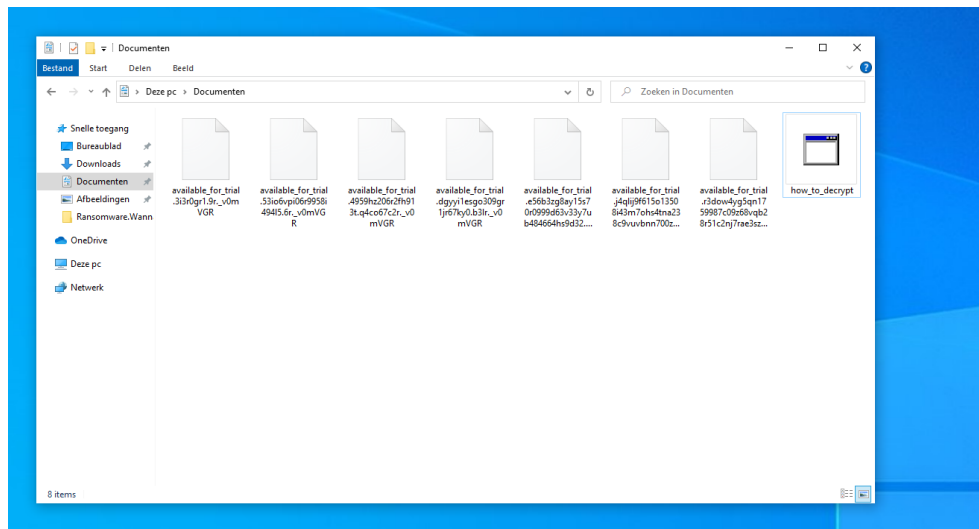 Documenten
Bestand Start Delen Beeld
Deze pc > Documenten
Zoeken in Documenten
Snelle toegang
Bureaublad
Downloads
Documenten
Afbeeldingen
Ransomware.Wann
OneDrive
Deze pc
Netwerk
available_for_trial
.3i3r0gr1.9r._v0m
VGR
available_for_trial
.53io6vpi06r9958i
494I5.6r._v0mVG
R
available_for_trial
.4959hz206r2fh91
3t.q4co67c2r._v0
mVGR
available_for_trial
.dgyyi1esgo309gr
1jr67ky0.b3lr._v0
mVGR
available_for_trial
.e56b3zg8ay15s7
0r0999d63v33y7u
b484664hs9d32....
available_for_trial
.j4qlij9f615o1350
8i43m7ohs4tna23
8c9vuvbnn700z...
available_for_trial
.r3dow4yg5qn17
59987c09z68vqb2
8r51c2nj7rae3sz...
how_to_decrypt
8 items